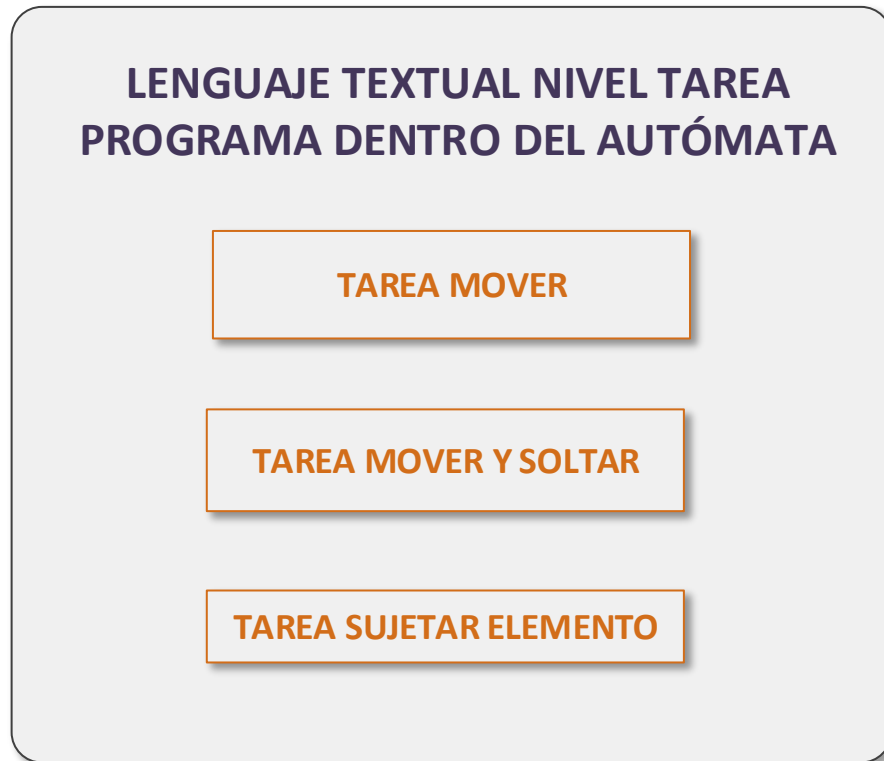 LENGUAJE TEXTUAL NIVEL TAREA
PROGRAMA DENTRO DEL AUTÓMATA
TAREA MOVER
TAREA MOVER Y SOLTAR
TAREA SUJETAR ELEMENTO